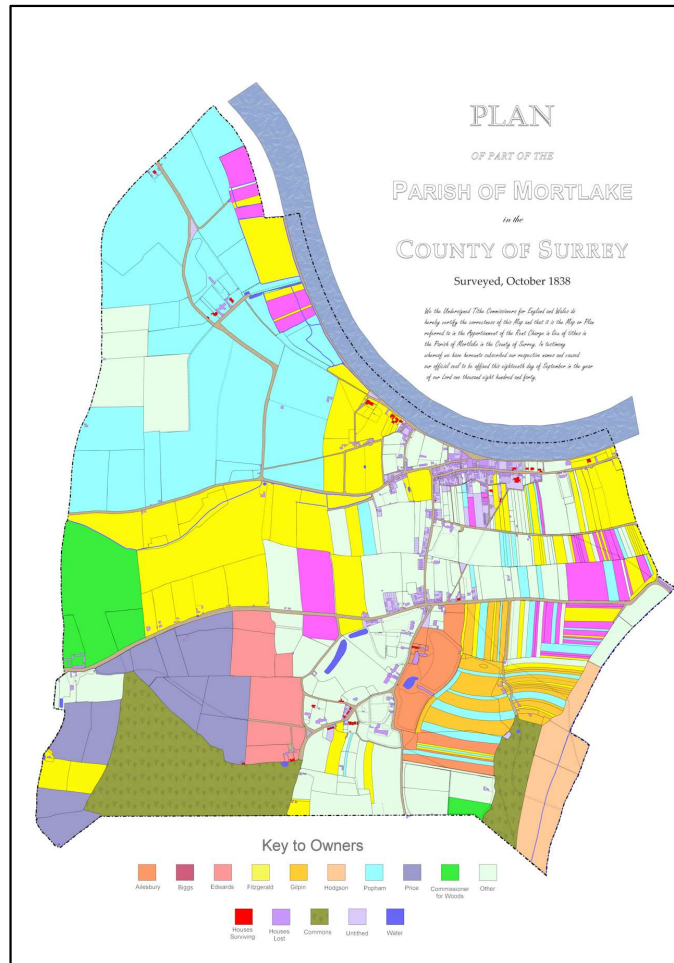 PLAN
OF PART OF THE
PARISH OF MORTLAKE
in the
COUNTY OF SURREY
Surveyed, October 1838
We the Undersigned Tithe Commissioners for England and Wales do
hereby certify the correctness of this Map and that it is the Map or Plan
referred to in the Apportionment of the Rent Charge in lieu of tithes in
the Parish of Mortlake in the County of Surrey. In testimony
whereof we have hereunto subscribed our respective names and caused
our official seal to be affixed this eighteenth day of September in the year
of our Lord one thousand eight hundred and forty.
Key to Owners
Ailesbury
Biggs
Edwards
Fitzgerald
Gilpin
Hodgson
Popham
Price
Commissioner
for Woods
Other
Houses
Surviving
Houses
Lost
Commons
Untithed
Water